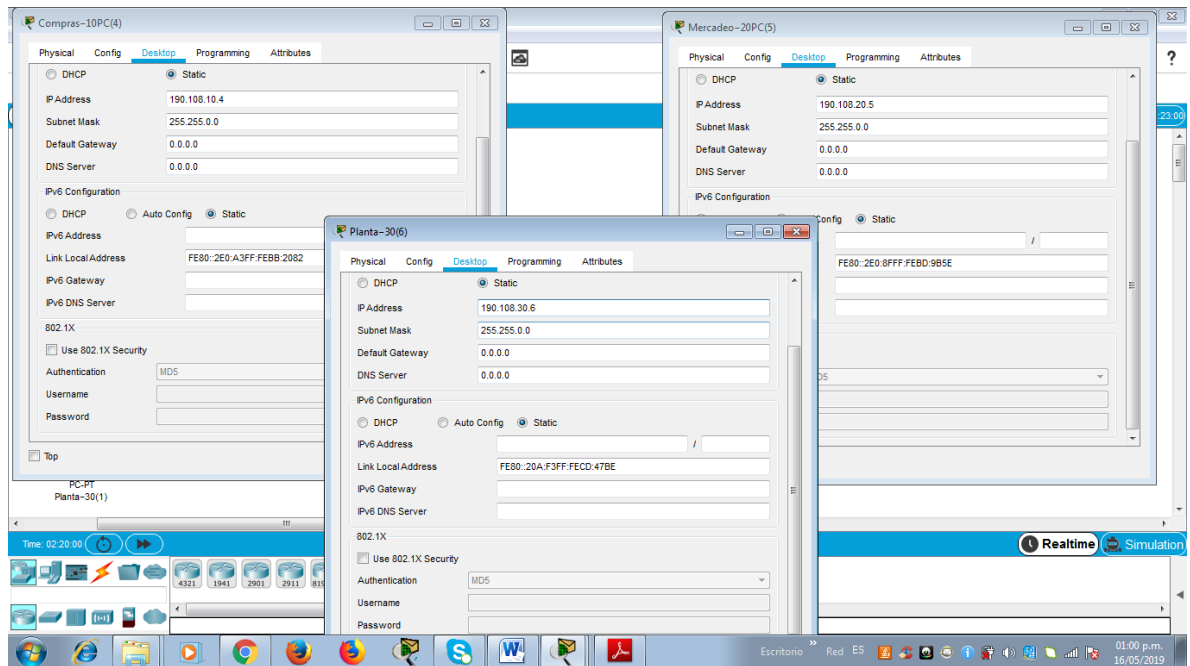 Compras-10PC(4)
Physical Config Desktop Programming Attributes
DHCP Static
IP Address 190.108.10.4
Subnet Mask 255.255.0.0
Default Gateway 0.0.0.0
DNS Server 0.0.0.0
IPv6 Configuration
DHCP Auto Config Static
IPv6 Address
Link Local Address FE80::2E0:A3FF:FEBB:2082
IPv6 Gateway
IPv6 DNS Server
802.1X
Use 802.1X Security
Authentication MD5
Username
Password
Top
Mercadeo-20PC(5)
Physical Config Desktop Programming Attributes
?
DHCP Static
IP Address 190.108.20.5
:23:00
Subnet Mask 255.255.0.0
Default Gateway 0.0.0.0
DNS Server 0.0.0.0
IPv6 Configuration
Config Static
/
FE80::2E0:8FFF:FEBD:9B5E
D5
Planta-30(6)
Physical Config Desktop Programming Attributes
DHCP Static
IP Address 190.108.30.6
Subnet Mask 255.255.0.0
Default Gateway 0.0.0.0
DNS Server 0.0.0.0
IPv6 Configuration
DHCP Auto Config Static
IPv6 Address /
Link Local Address FE80::20A:F3FF:FECD:47BE
IPv6 Gateway
IPv6 DNS Server
802.1X
Use 802.1X Security
Authentication MD5
Username
Password
PC-PT
Planta-30(1)
Time: 02:20:00
Realtime Simulation
4321 1941 2901 2911 819
Escritorio Red ES 01:00 p.m.
16/05/2019